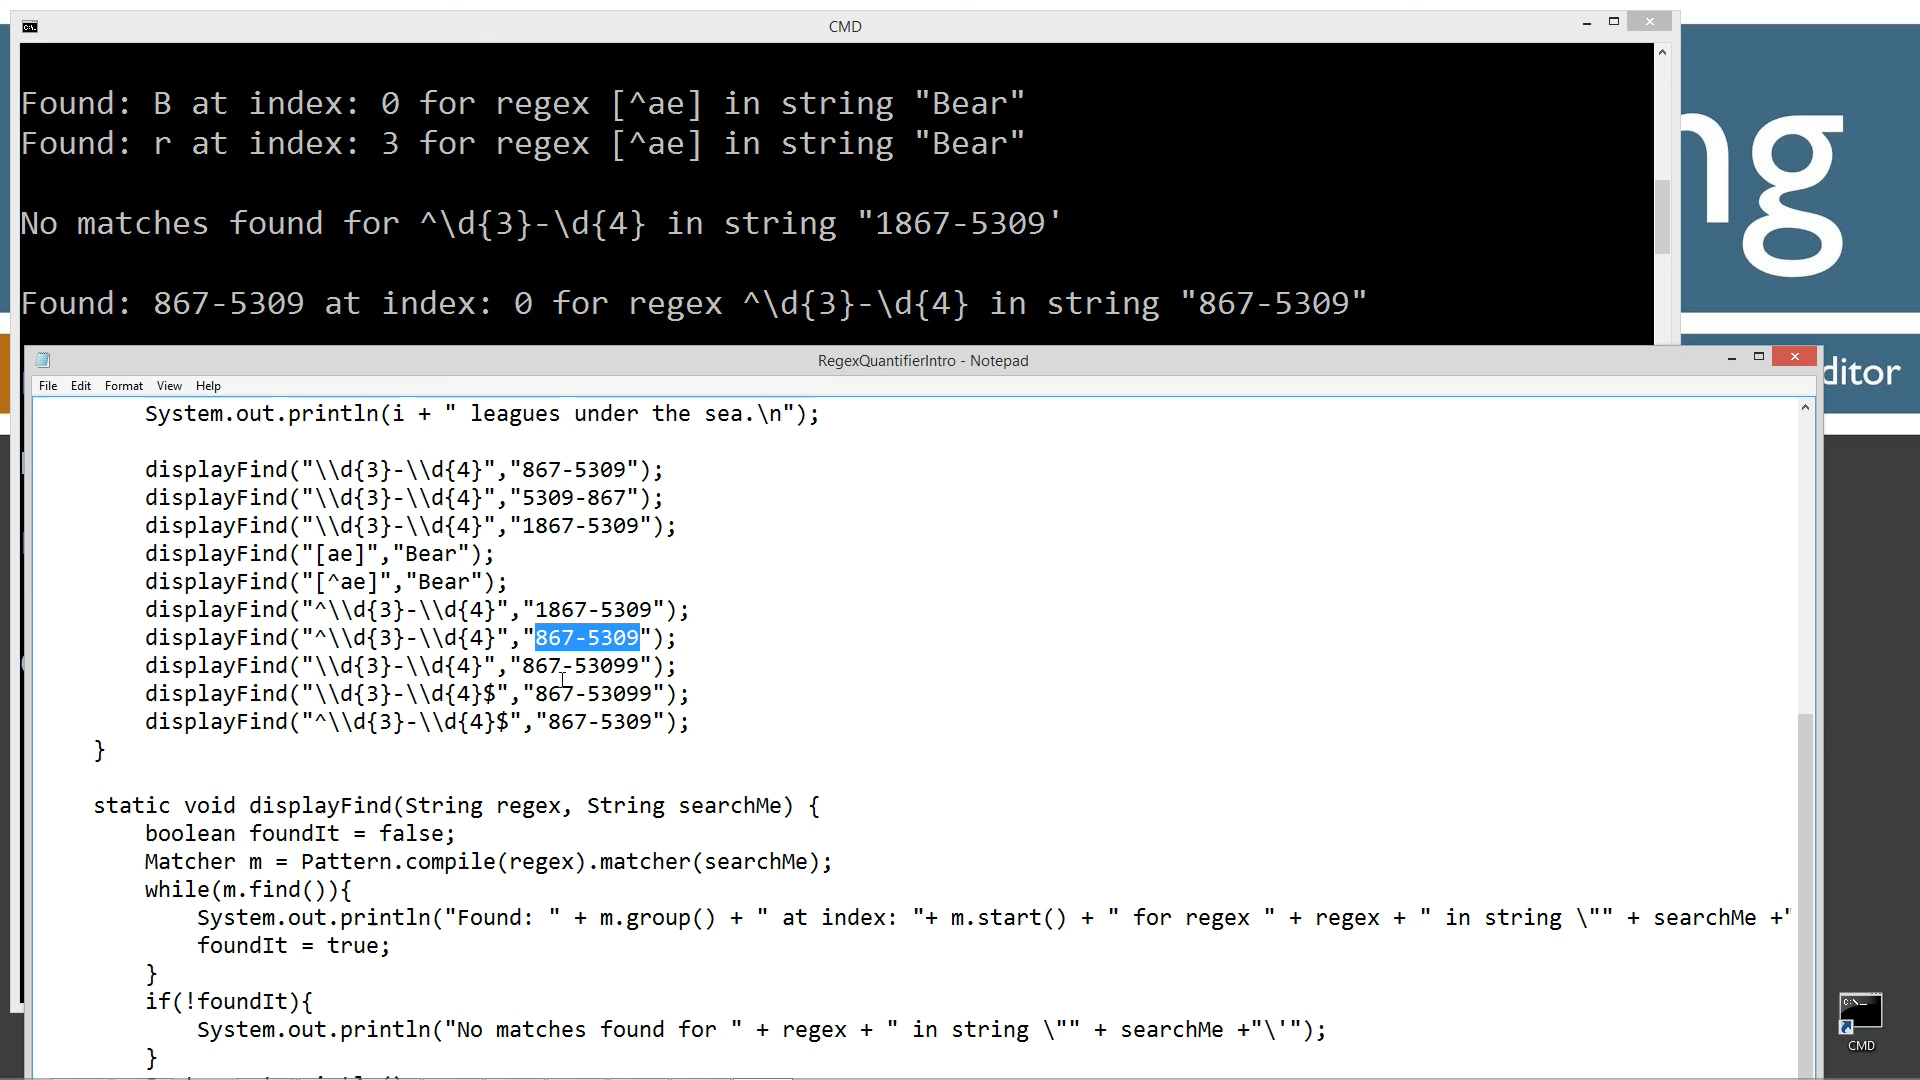 CMD
Found: B at index: 0 for regex [^ae] in string "Bear"
Found: r at index: 3 for regex [^ae] in string "Bear"
No matches found for ^\d{3}-\d{4} in string "1867-5309'
Found: 867-5309 at index: 0 for regex ^\d{3}-\d{4} in string "867-5309"
ng
ditor
RegexQuantifierIntro - Notepad
File Edit Format View Help
System.out.println(i + " leagues under the sea.\n");
displayFind("\\d{3}-\\d{4}","867-5309");
displayFind("\\d{3}-\\d{4}","5309-867");
displayFind("\\d{3}-\\d{4}","1867-5309");
displayFind("[ae]","Bear");
displayFind("[^ae]","Bear");
displayFind("^\\d{3}-\\d{4}","1867-5309");
displayFind("^\\d{3}-\\d{4}","867-5309");
displayFind("\\d{3}-\\d{4}","867-53099");
displayFind("\\d{3}-\\d{4}$","867-53099");
displayFind("^\\d{3}-\\d{4}$","867-5309");
}
static void displayFind(String regex, String searchMe) {
boolean foundIt = false;
Matcher m = Pattern.compile(regex).matcher(searchMe);
while(m.find()){
System.out.println("Found: " + m.group() + " at index: "+ m.start() + " for regex " + regex + " in string \"" + searchMe +"
foundIt = true;
}
if(!foundIt){
System.out.println("No matches found for " + regex + " in string \"" + searchMe +"\'");
}
CMD